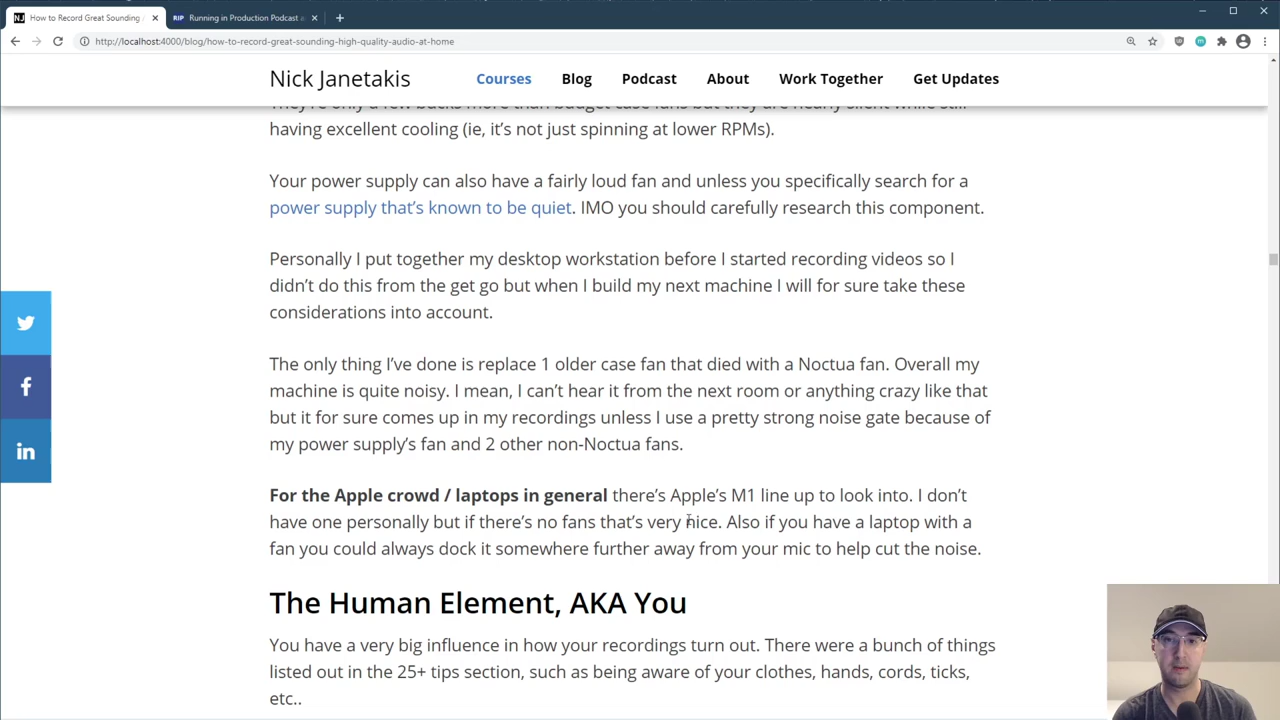 How to Record Great Sounding
Running in Production Podcast a
http://localhost:4000/blog/how-to-record-great-sounding-high-quality-audio-at-home
Nick Janetakis
Courses
Blog
Podcast
About
Work Together
Get Updates
They're only a few bucks more than budget case fans but they are nearly silent while still
having excellent cooling (ie, it's not just spinning at lower RPMs).
Your power supply can also have a fairly loud fan and unless you specifically search for a
power supply that's known to be quiet. IMO you should carefully research this component.
Personally I put together my desktop workstation before I started recording videos so I
didn't do this from the get go but when I build my next machine I will for sure take these
considerations into account.
The only thing I've done is replace 1 older case fan that died with a Noctua fan. Overall my
machine is quite noisy. I mean, I can't hear it from the next room or anything crazy like that
but it for sure comes up in my recordings unless I use a pretty strong noise gate because of
my power supply's fan and 2 other non-Noctua fans.
For the Apple crowd / laptops in general there's Apple's M1 line up to look into. I don't
have one personally but if there's no fans that's very nice. Also if you have a laptop with a
fan you could always dock it somewhere further away from your mic to help cut the noise.
The Human Element, AKA You
You have a very big influence in how your recordings turn out. There were a bunch of things
listed out in the 25+ tips section, such as being aware of your clothes, hands, cords, ticks,
etc..